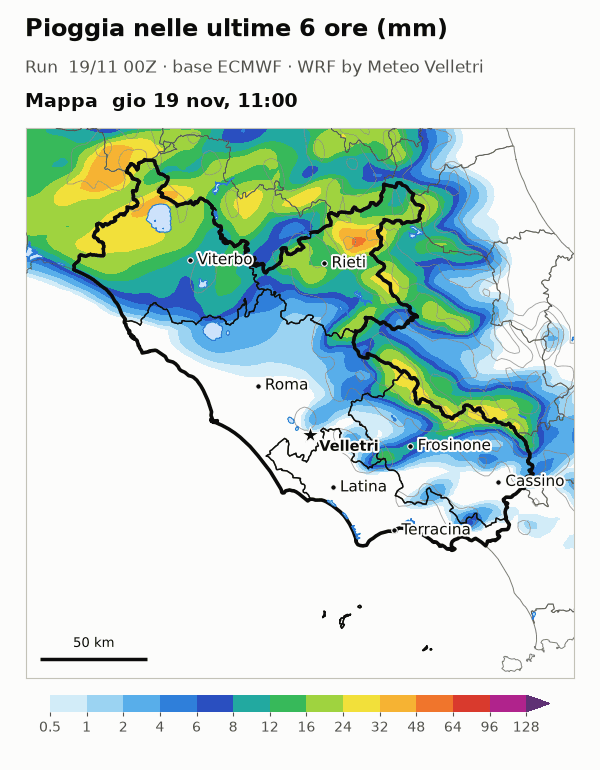 Pioggia nelle ultime 6 ore (mm)
Run  19/11 00Z · base ECMWF · WRF by Meteo Velletri
Mappa  gio 19 nov, 11:00
Viterbo
Rieti
Roma
Velletri
Frosinone
Cassino
Latina
Terracina
50 km
0.5 1 2 4 6 8 12 16 24 32 48 64 96 128